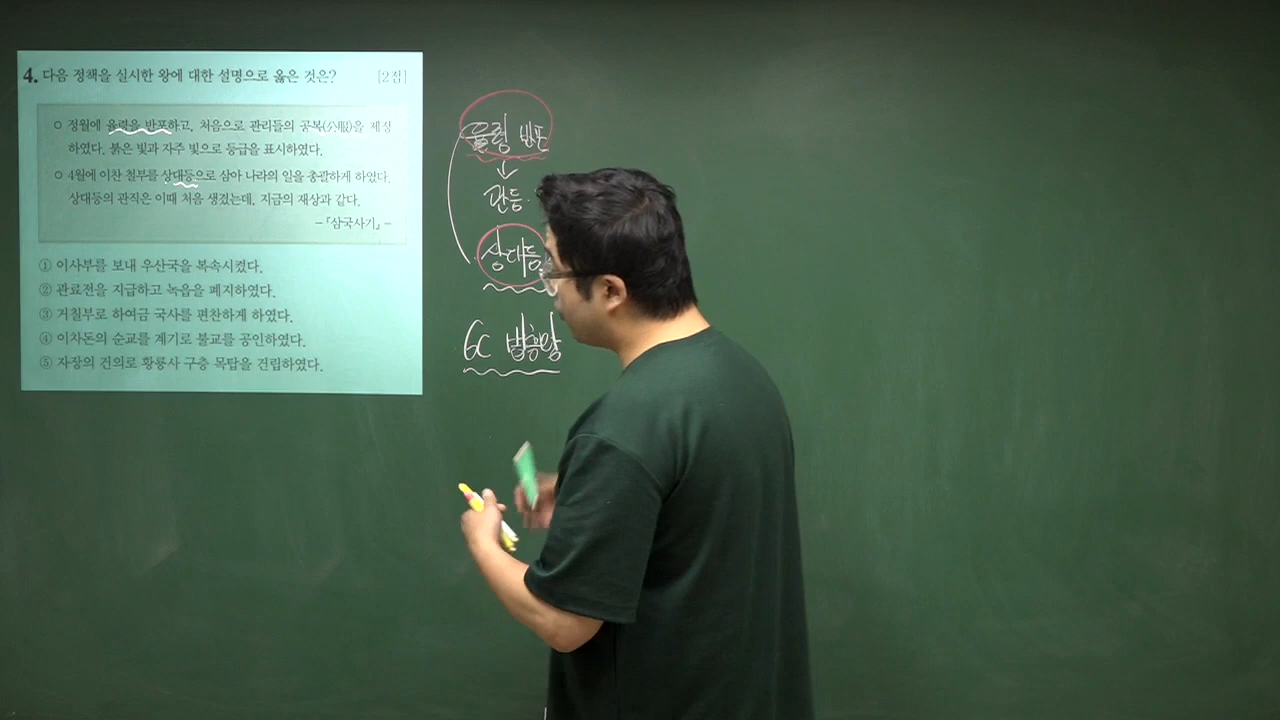 4. 다음 정책을 실시한 왕에 대한 설명으로 옳은 것은? [2점]
○ 정월에 율령을 반포하고, 처음으로 관리들의 공복(公服)을 제정
하였다. 붉은 빛과 자주 빛으로 등급을 표시하였다.
○ 4월에 이찬 철부를 상대등으로 삼아 나라의 일을 총괄하게 하였다.
상대등의 관직은 이때 처음 생겼는데, 지금의 재상과 같다.
-『삼국사기』-
① 이사부를 보내 우산국을 복속시켰다.
② 관료전을 지급하고 녹읍을 폐지하였다.
③ 거칠부로 하여금 국사를 편찬하게 하였다.
④ 이차돈의 순교를 계기로 불교를 공인하였다.
⑤ 자장의 건의로 황룡사 구층 목탑을 건립하였다.
율령 반포
↓
관등
상대등
6C 법흥왕